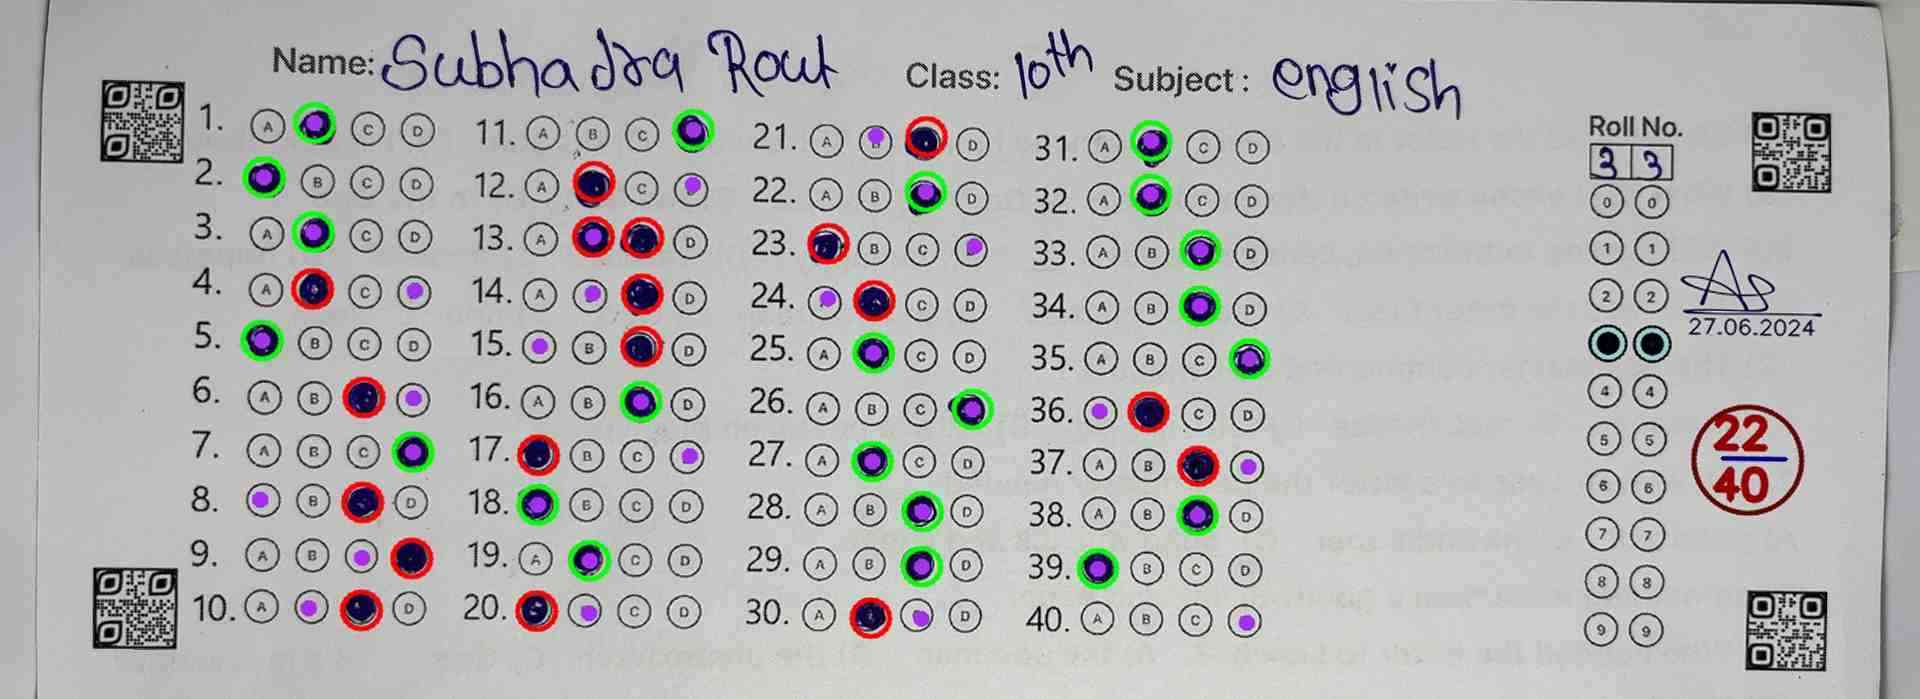 Name: Subhadra Rout Class: 10th Subject: english
1. A C D
2. B C D
3. A C D
4. A C
5. B C D
6. A B
7. A B C
8. B D
9. A B
10. A D
11. A B C
12. A C
13. A D
14. A D
15. B D
16. A B D
17. B C
18. B C D
19. A C D
20. C D
21. A D
22. A B D
23. B C
24. C D
25. A C D
26. A B C
27. A C D
28. A B D
29. A B D
30. A D
31. A C D
32. A C D
33. A B D
34. A B D
35. A B C
36. C D
37. A B
38. A B D
39. B C D
40. A B C
Roll No.
3 3
0 0
1 1
2 2
4 4
5 5
6 6
7 7
8 8
9 9
As
27.06.2024
22
40